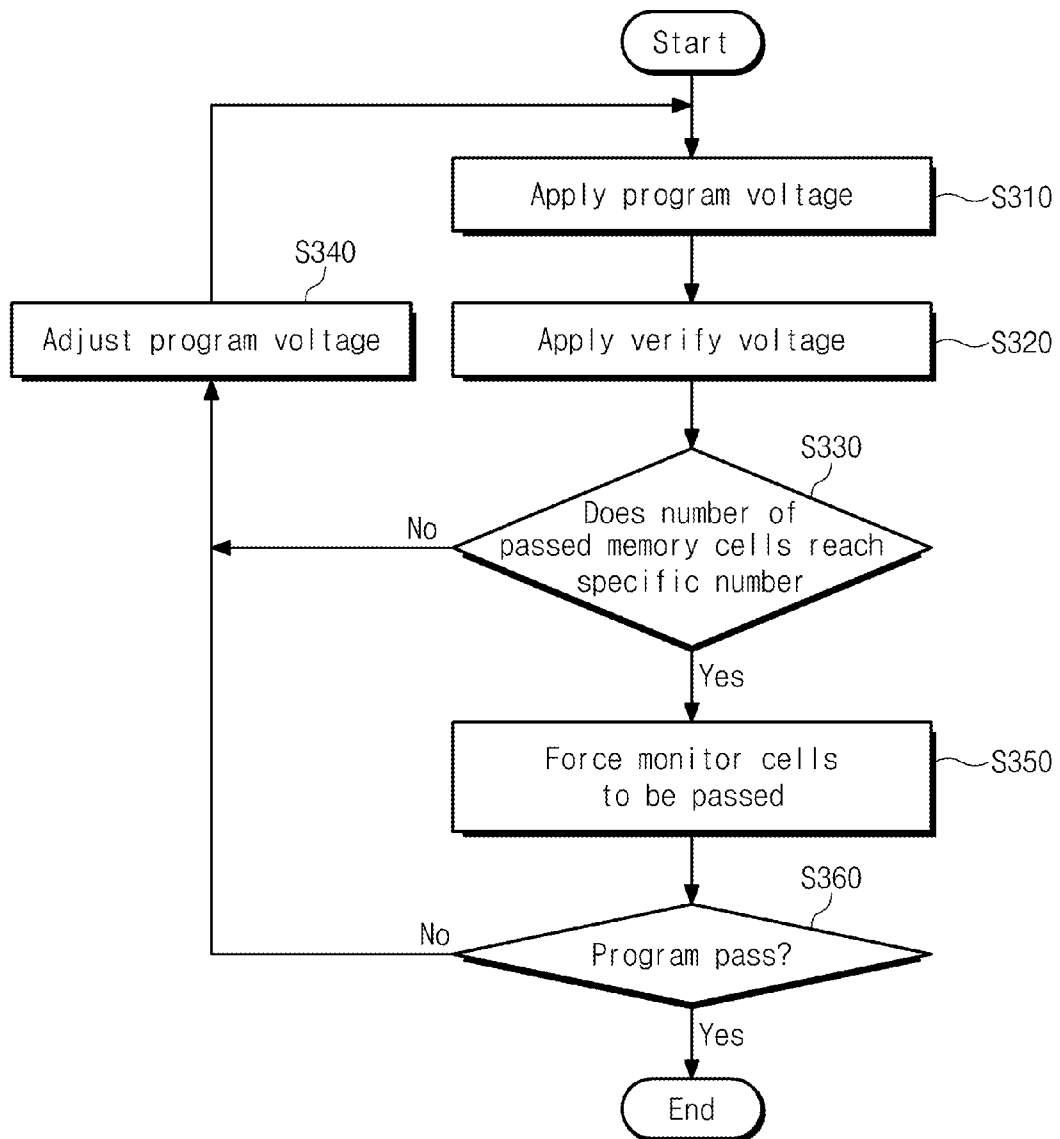 Start
Apply program voltage
S310
S340
Adjust program voltage
Apply verify voltage
S320
S330
Does number of
passed memory cells reach
specific number
No
Yes
Force monitor cells
to be passed
S350
S360
Program pass?
No
Yes
End